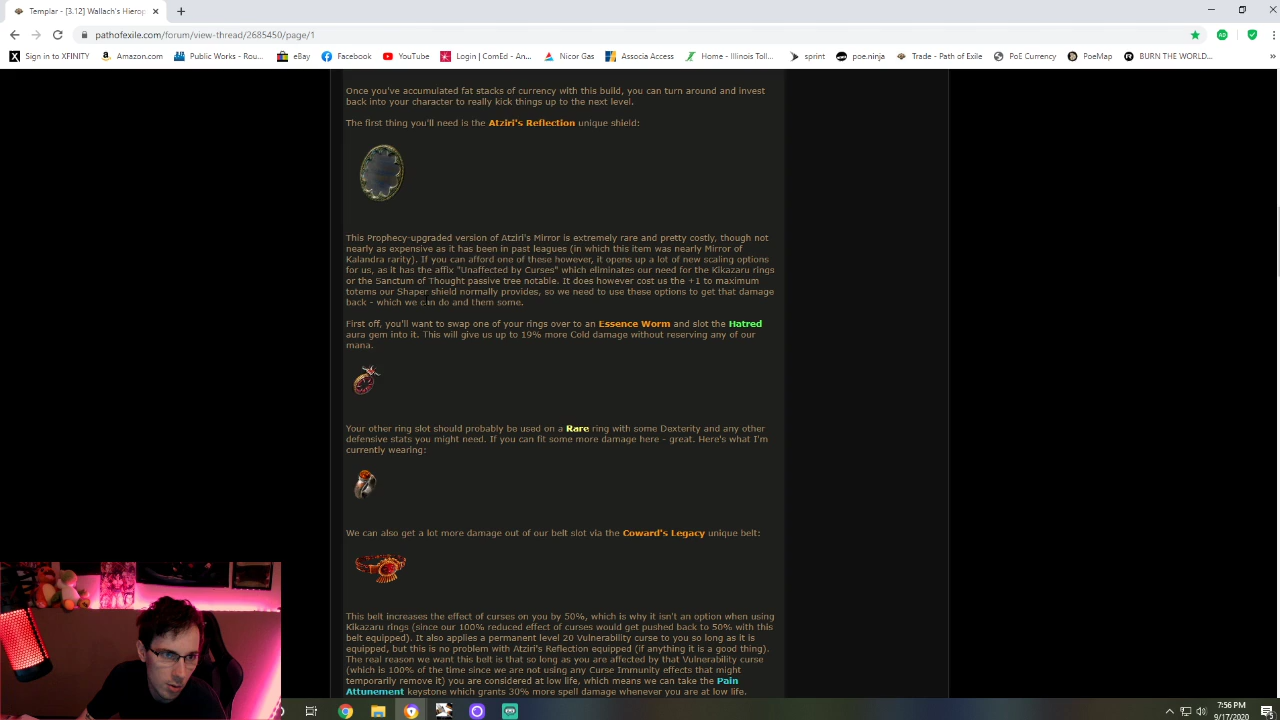 Templar - [3.12] Wallach's Hierop
pathofexile.com/forum/view-thread/2685450/page/1
Sign in to XFINITY Amazon.com Public Works - Rou... eBay Facebook YouTube Login | ComEd - An... Nicor Gas Associa Access Home - Illinois Toll... sprint poe.ninja Trade - Path of Exile PoE Currency PoeMap BURN THE WORLD... »
Once you've accumulated fat stacks of currency with this build, you can turn around and invest
back into your character to really kick things up to the next level.
The first thing you'll need is the Atziri's Reflection unique shield:
This Prophecy-upgraded version of Atziri's Mirror is extremely rare and pretty costly, though not
nearly as expensive as it has been in past leagues (in which this item was nearly Mirror of
Kalandra rarity). If you can afford one of these however, it opens up a lot of new scaling options
for us, as it has the affix "Unaffected by Curses" which eliminates our need for the Kikazaru rings
or the Sanctum of Thought passive tree notable. It does however cost us the +1 to maximum
totems our Shaper shield normally provides, so we need to use these options to get that damage
back - which we can do and them some.
First off, you'll want to swap one of your rings over to an Essence Worm and slot the Hatred
aura gem into it. This will give us up to 19% more Cold damage without reserving any of our
mana.
Your other ring slot should probably be used on a Rare ring with some Dexterity and any other
defensive stats you might need. If you can fit some more damage here - great. Here's what I'm
currently wearing:
We can also get a lot more damage out of our belt slot via the Coward's Legacy unique belt:
This belt increases the effect of curses on you by 50%, which is why it isn't an option when using
Kikazaru rings (since our 100% reduced effect of curses would get pushed back to 50% with this
belt equipped). It also applies a permanent level 20 Vulnerability curse to you so long as it is
equipped, but this is no problem with Atziri's Reflection equipped (if anything it is a good thing).
The real reason we want this belt is that so long as you are affected by that Vulnerability curse
(which is 100% of the time since we are not using any Curse Immunity effects that might
temporarily remove it) you are considered at low life, which means we can take the Pain
Attunement keystone which grants 30% more spell damage whenever you are at low life.
7:56 PM
9/17/2020